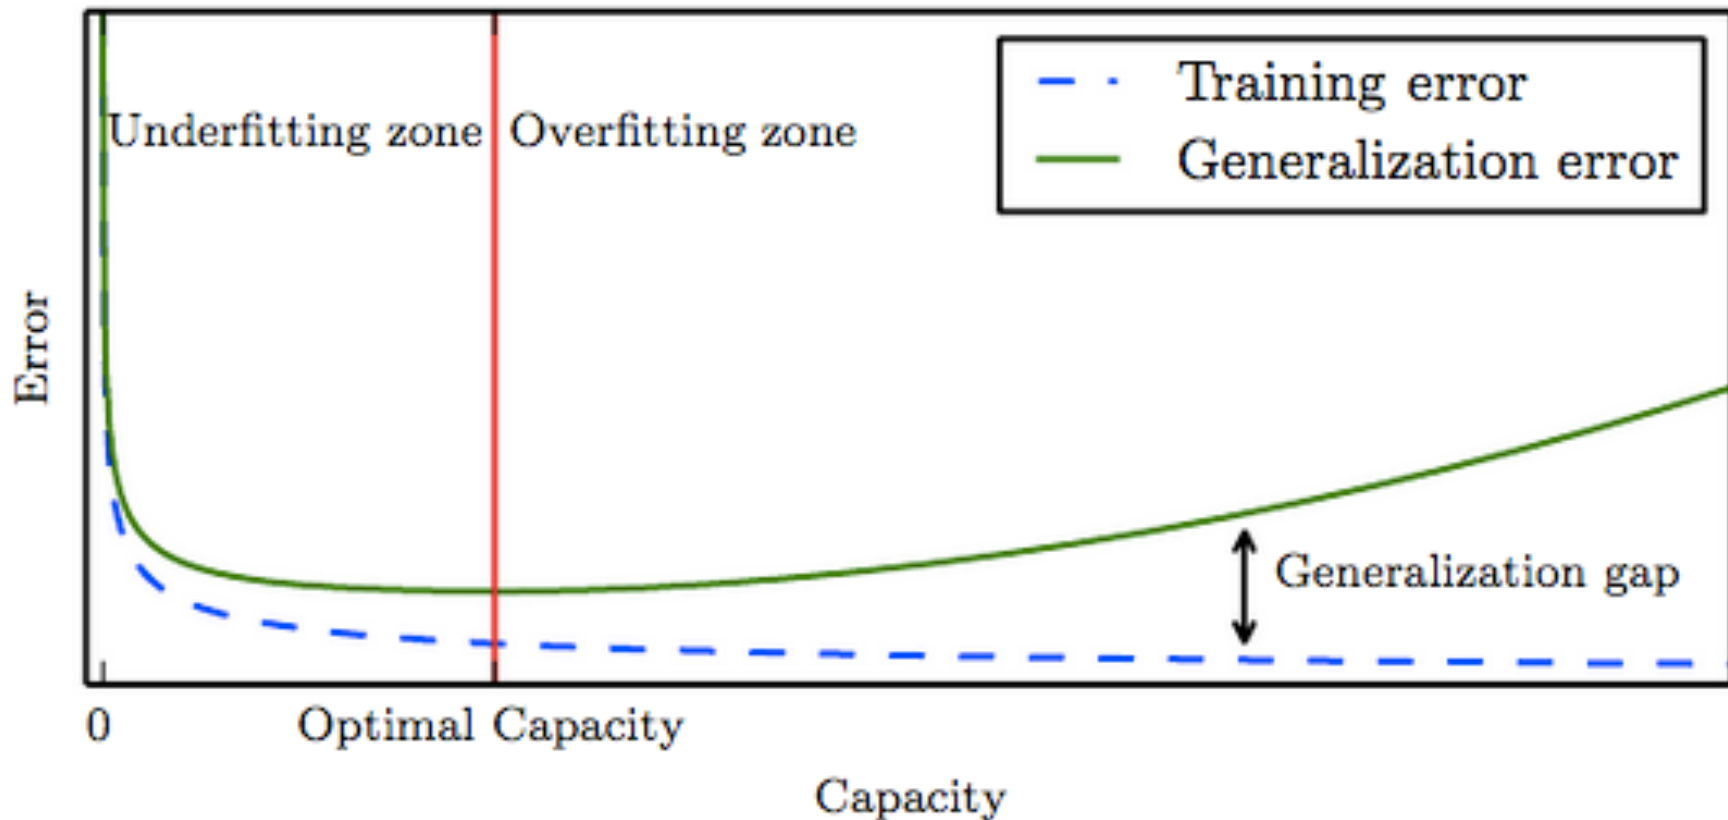 Underfitting zone
Overfitting zone
Training error
Generalization error
Error
Generalization gap
0
Optimal Capacity
Capacity